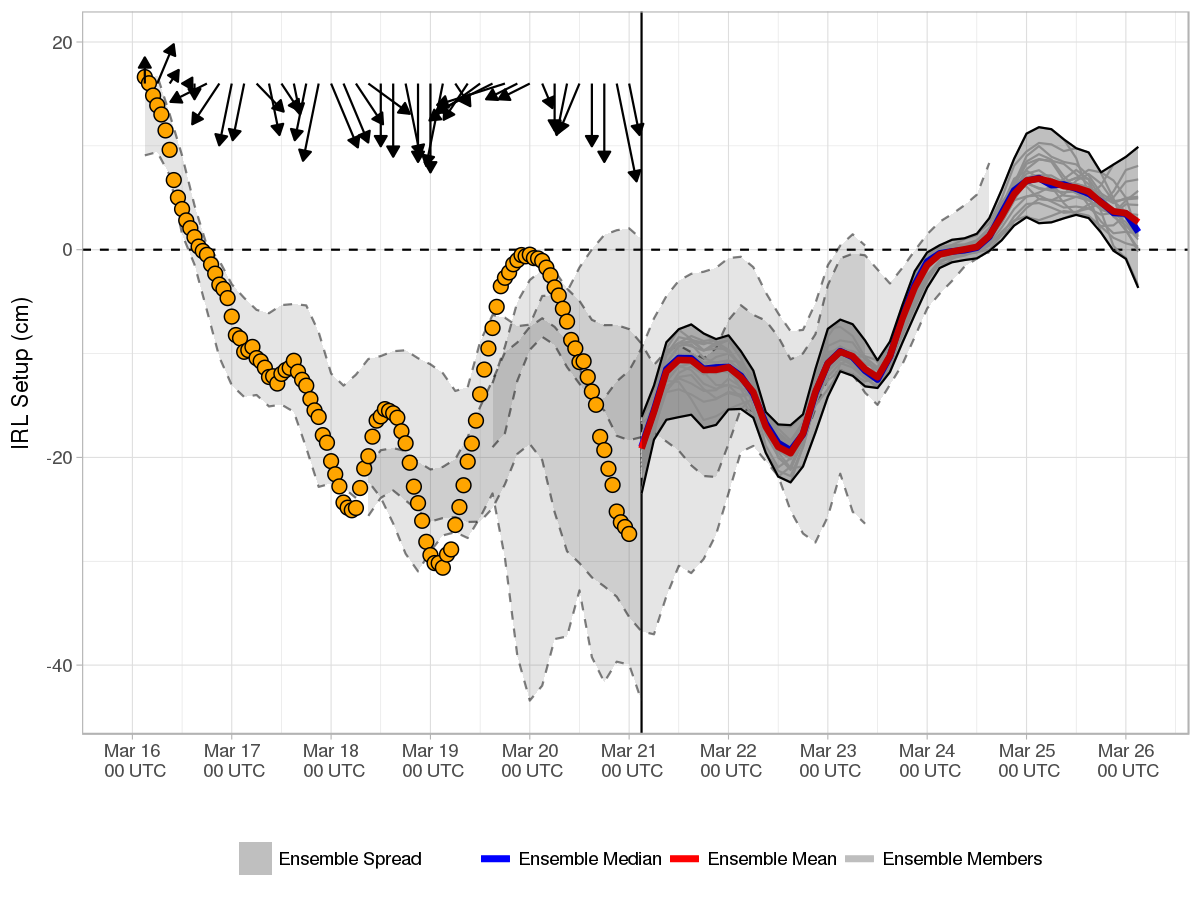 IRL Setup (cm)
20
0
-20
-40
Mar 16 Mar 17 Mar 18 Mar 19 Mar 20 Mar 21 Mar 22 Mar 23 Mar 24 Mar 25 Mar 26
00 UTC 00 UTC 00 UTC 00 UTC 00 UTC 00 UTC 00 UTC 00 UTC 00 UTC 00 UTC 00 UTC
Ensemble Spread Ensemble Median Ensemble Mean Ensemble Members